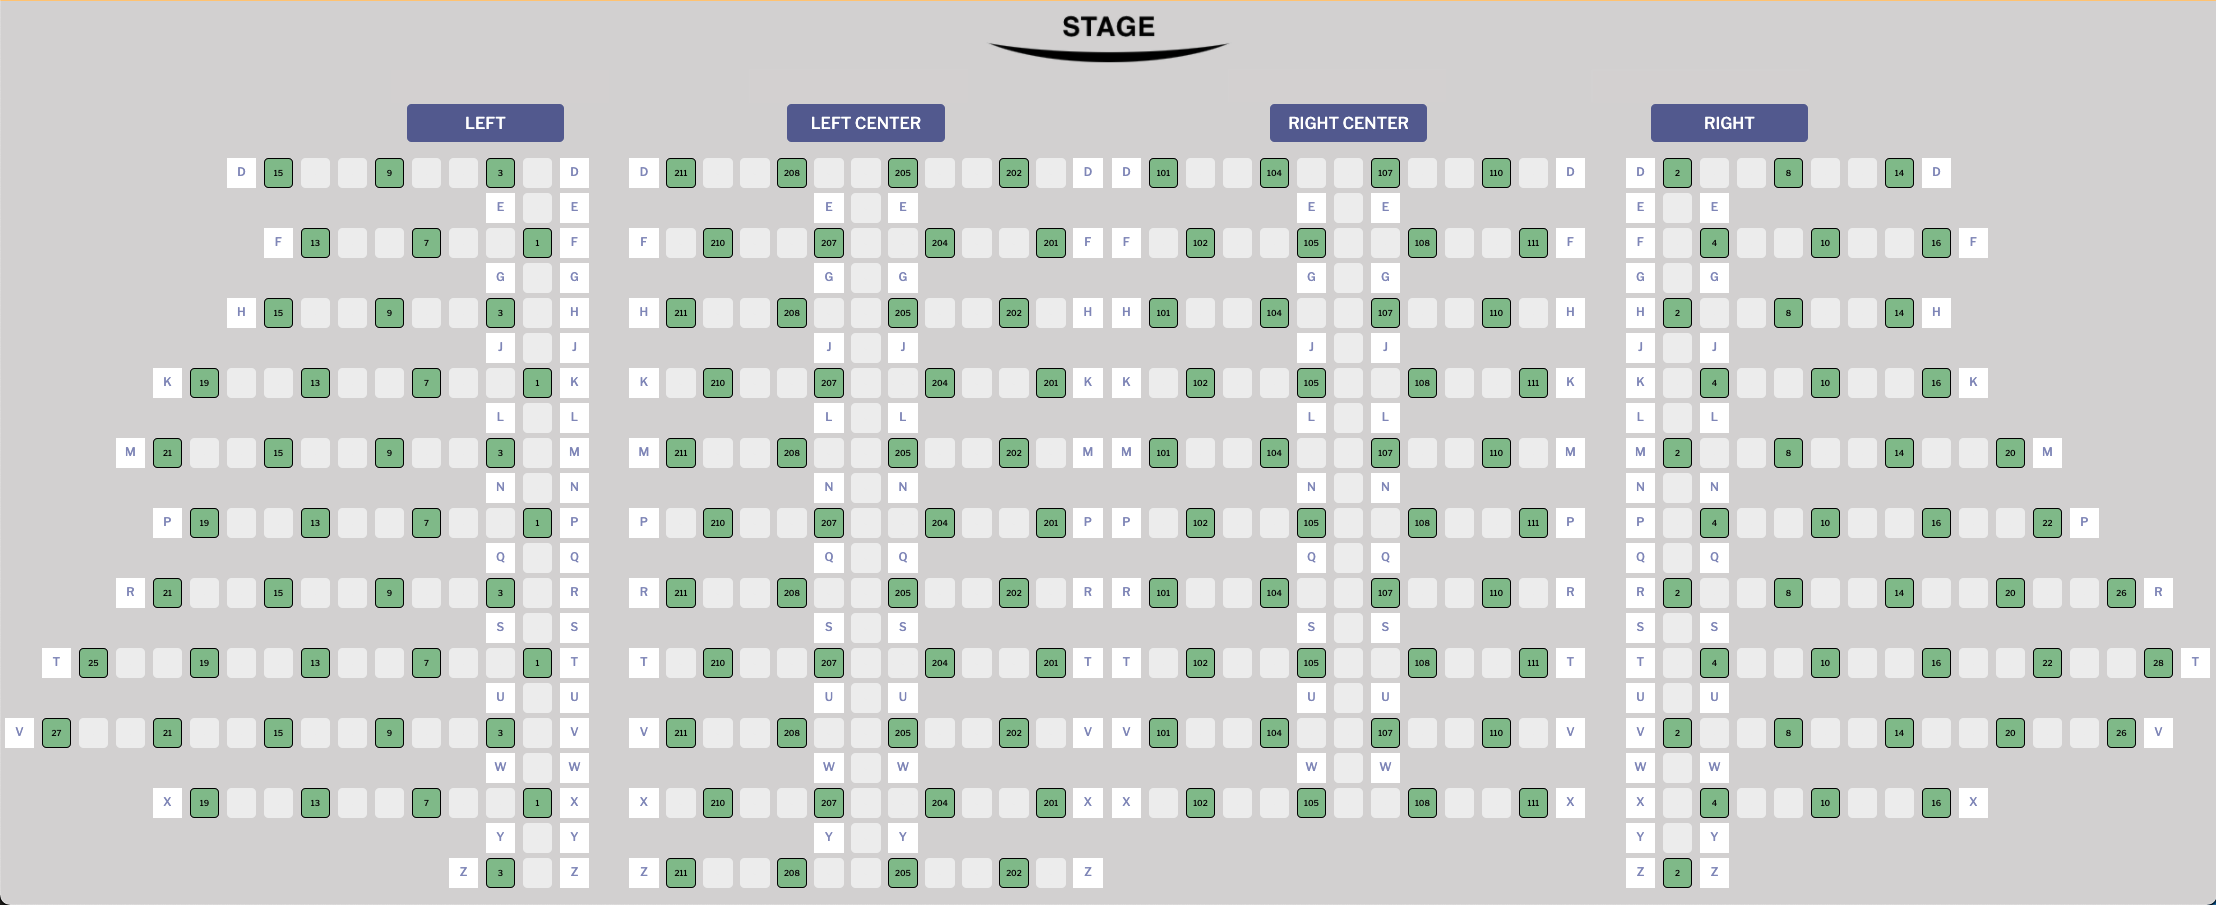 STAGE
LEFT LEFT CENTER RIGHT CENTER RIGHT
D 15 9 3 D D 211 208 205 202 D D 101 104 107 110 D D 2 8 14 D
E E E E E E E E
F 13 7 1 F F 210 207 204 201 F F 102 105 108 111 F F 4 10 16 F
G G G G G G G G
H 15 9 3 H H 211 208 205 202 H H 101 104 107 110 H H 2 8 14 H
J J J J J J J J
K 19 13 7 1 K K 210 207 204 201 K K 102 105 108 111 K K 4 10 16 K
L L L L L L L L
M 21 15 9 3 M M 211 208 205 202 M M 101 104 107 110 M M 2 8 14 20 M
N N N N N N N N
P 19 13 7 1 P P 210 207 204 201 P P 102 105 108 111 P P 4 10 16 22 P
Q Q Q Q Q Q Q Q
R 21 15 9 3 R R 211 208 205 202 R R 101 104 107 110 R R 2 8 14 20 26 R
S S S S S S S S
T 25 19 13 7 1 T T 210 207 204 201 T T 102 105 108 111 T T 4 10 16 22 28 T
U U U U U U U U
V 27 21 15 9 3 V V 211 208 205 202 V V 101 104 107 110 V V 2 8 14 20 26 V
W W W W W W W W
X 19 13 7 1 X X 210 207 204 201 X X 102 105 108 111 X X 4 10 16 X
Y Y Y Y Y Y
Z 3 Z Z 211 208 205 202 Z Z 2 Z